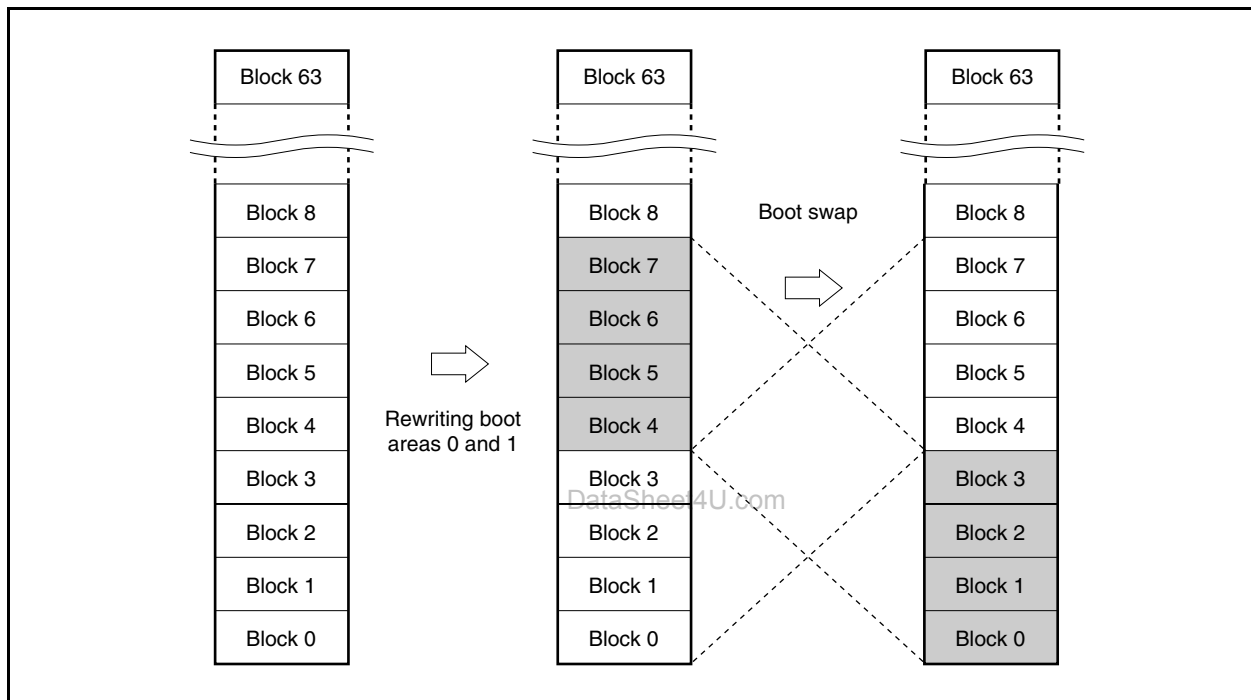 Block 63
Block 8
Block 7
Block 6
Block 5
Block 4
Block 3
Block 2
Block 1
Block 0
Rewriting boot
areas 0 and 1
Block 63
Block 8
Block 7
Block 6
Block 5
Block 4
Block 3
DataSheet4U.com
Block 2
Block 1
Block 0
Boot swap
Block 63
Block 8
Block 7
Block 6
Block 5
Block 4
Block 3
Block 2
Block 1
Block 0